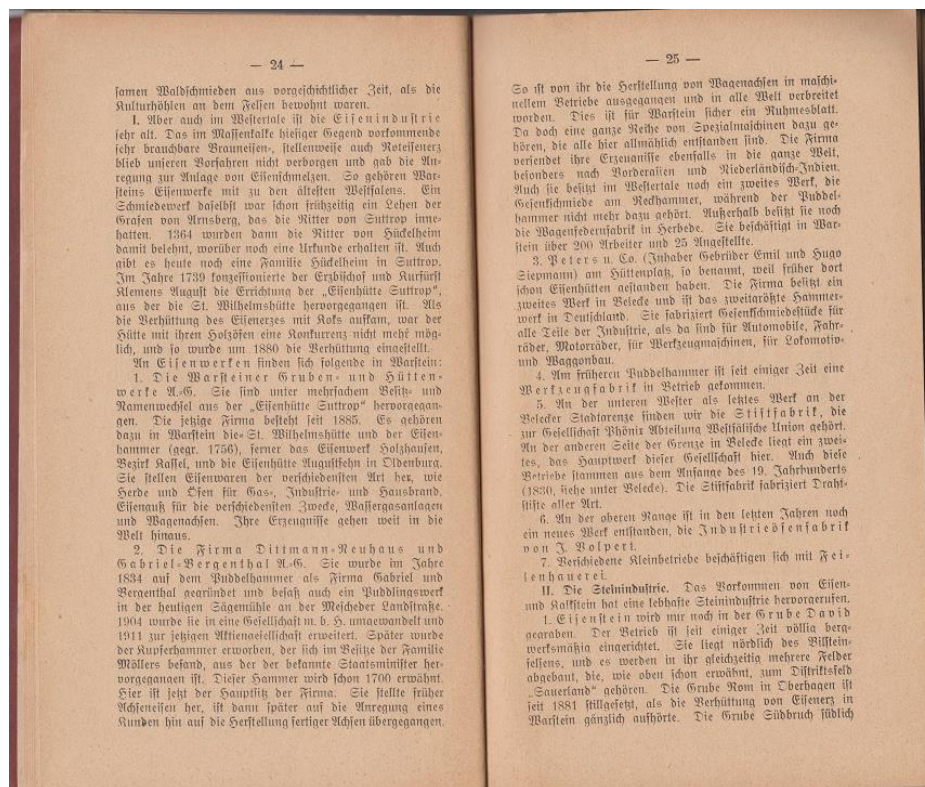 — 24 —
samen Waldschmieden aus vorgeschichtlicher Zeit, als die
Kulturhöhlen an dem Felsen bewohnt waren.
I. Aber auch im Westertale ist die Eisenindustrie
sehr alt. Das im Massenkalke hiesiger Gegend vorkommende
sehr brauchbare Brauneisen-, stellenweise auch Roteisenerz
blieb unseren Vorfahren nicht verborgen und gab die An-
regung zur Anlage von Eisenschmelzen. So gehören War-
steins Eisenwerke mit zu den ältesten Westfalens. Ein
Schmiedewerk daselbst war schon frühzeitig ein Lehen der
Grafen von Arnsberg, das die Ritter von Suttrop inne-
hatten. 1364 wurden dann die Ritter von Hückelheim
damit belehnt, worüber noch eine Urkunde erhalten ist. Auch
gibt es heute noch eine Familie Hückelheim in Suttrop.
Im Jahre 1739 konzessionierte der Erzbischof und Kurfürst
Klemens August die Errichtung der „Eisenhütte Suttrop“,
aus der die St. Wilhelmshütte hervorgegangen ist. Als
die Verhüttung des Eisenerzes mit Koks aufkam, war der
Hütte mit ihren Holzöfen eine Konkurrenz nicht mehr mög-
lich, und so wurde um 1880 die Verhüttung eingestellt.
An Eisenwerken finden sich folgende in Warstein:
1. Die Warsteiner Gruben- und Hütten-
werke A.-G. Sie sind unter mehrfachem Besitz- und
Namenwechsel aus der „Eisenhütte Suttrop“ hervorgegan-
gen. Die jetzige Firma besteht seit 1885. Es gehören
dazu in Warstein die St. Wilhelmshütte und der Eisen-
hammer (gegr. 1756), ferner das Eisenwerk Holzhausen,
Bezirk Kassel, und die Eisenhütte Augustfehn in Oldenburg.
Sie stellen Eisenwaren der verschiedensten Art her, wie
Herde und Öfen für Gas-, Industrie- und Hausbrand.
Eisenguß für die verschiedensten Zwecke, Wassergasanlagen
und Wagenachsen. Ihre Erzeugnisse gehen weit in die
Welt hinaus.
2. Die Firma Dittmann-Neuhaus und
Gabriel-Bergenthal A.-G. Sie wurde im Jahre
1834 auf dem Puddelhammer als Firma Gabriel und
Bergenthal gegründet und besaß auch ein Puddlingswerk
in der heutigen Sägemühle an der Mescheder Landstraße.
1904 wurde sie in eine Gesellschaft m. b. H. umgewandelt und
1911 zur jetzigen Aktiengesellschaft erweitert. Später wurde
der Kupferhammer erworben, der sich im Besitze der Familie
Möllers befand, aus der der bekannte Staatsminister her-
vorgegangen ist. Dieser Hammer wird schon 1700 erwähnt.
Hier ist jetzt der Hauptsitz der Firma. Sie stellte früher
Achseneisen her, ist dann später auf die Anregung eines
Kunden hin auf die Herstellung fertiger Achsen übergegangen.
— 25 —
So ist von ihr die Herstellung von Wagenachsen in maschi-
nellem Betriebe ausgegangen und in alle Welt verbreitet
worden. Dies ist für Warstein sicher ein Ruhmesblatt.
Da doch eine ganze Reihe von Spezialmaschinen dazu ge-
hören, die alle hier allmählich entstanden sind. Die Firma
versendet ihre Erzeugnisse ebenfalls in die ganze Welt,
besonders nach Vorderasien und Niederländisch-Indien.
Auch sie besitzt im Westertale noch ein zweites Werk, die
Gesenkschmiede am Reckhammer, während der Puddel-
hammer nicht mehr dazu gehört. Außerhalb besitzt sie noch
die Wagenfedernfabrik in Herbede. Sie beschäftigt in War-
stein über 200 Arbeiter und 25 Angestellte.
3. Peters u. Co. (Inhaber Gebrüder Emil und Hugo
Siepmann) am Hüttenplatz, so benannt, weil früher dort
schon Eisenhütten gestanden haben. Die Firma besitzt ein
zweites Werk in Belecke und ist das zweitgrößte Hammer-
werk in Deutschland. Sie fabriziert Gesenkschmiedestücke für
alle Teile der Industrie, als da sind für Automobile, Fahr-
räder, Motorräder, für Werkzeugmaschinen, für Lokomotiv-
und Waggonbau.
4. Am früheren Puddelhammer ist seit einiger Zeit eine
Werkzeugfabrik in Betrieb gekommen.
5. An der unteren Wester als letztes Werk an der
Belecker Stadtgrenze finden wir die Stiftfabrik, die
zur Gesellschaft Phönix Abteilung Westfälische Union gehört.
An der anderen Seite der Grenze in Belecke liegt ein zwei-
tes, das Hauptwerk dieser Gesellschaft hier. Auch diese
Betriebe stammen aus dem Anfange des 19. Jahrhunderts
(1830, siehe unter Belecke). Die Stiftfabrik fabriziert Draht-
stifte aller Art.
6. An der oberen Range ist in den letzten Jahren noch
ein neues Werk entstanden, die Industrieösenfabrik
von J. Volpert.
7. Verschiedene Kleinbetriebe beschäftigen sich mit Fei-
lenhauerei.
II. Die Steinindustrie. Das Vorkommen von Eisen-
und Kalkstein hat eine lebhafte Steinindustrie hervorgerufen.
1. Eisenstein wird nur noch in der Grube David
gegraben. Der Betrieb ist seit einiger Zeit völlig berg-
werksmäßig eingerichtet. Sie liegt nördlich des Bilstein-
felsens, und es werden in ihr gleichzeitig mehrere Felder
abgebaut, die, wie oben schon erwähnt, zum Distriktsfeld
„Sauerland“ gehören. Die Grube Rom in Oberhagen ist
seit 1881 stillgesetzt, als die Verhüttung von Eisenerz in
Warstein gänzlich aufhörte. Die Grube Südbruch südlich